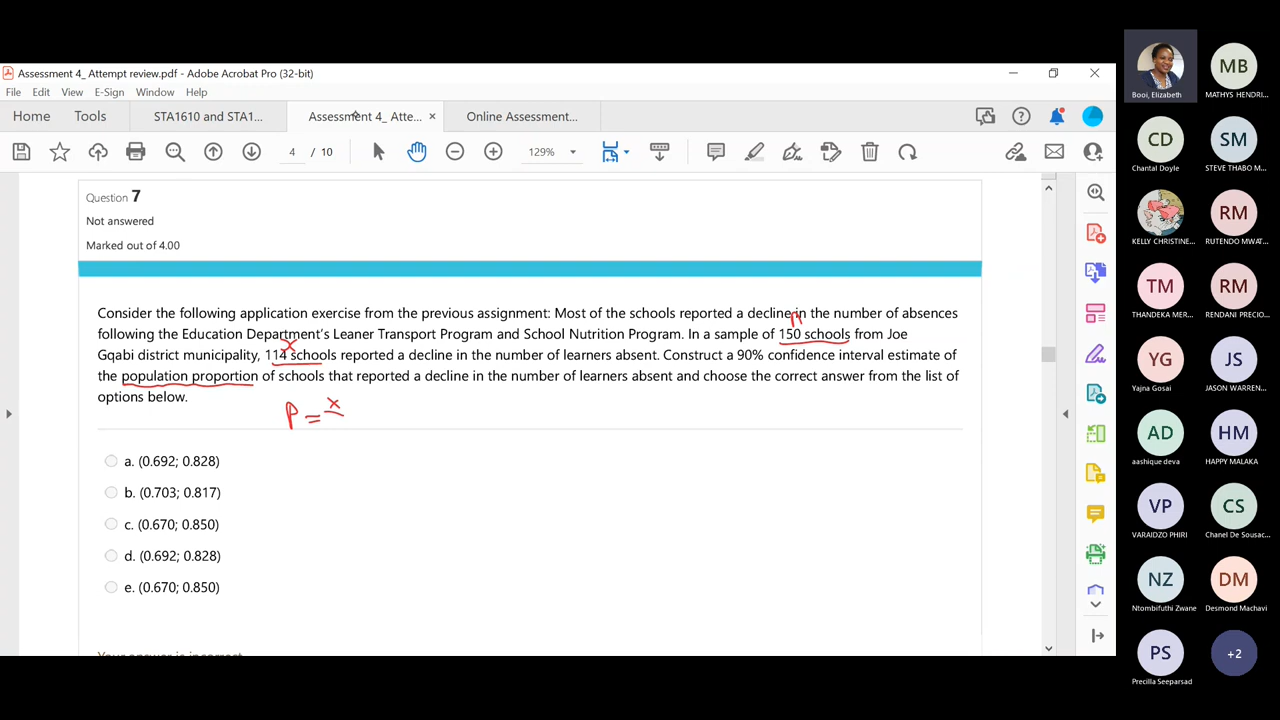 Assessment 4_ Attempt review.pdf - Adobe Acrobat Pro (32-bit)
File Edit View E-Sign Window Help
Home Tools STA1610 and STA1... Assessment 4_ Atte... × Online Assessment...
4 / 10 129%
Question 7
Not answered
Marked out of 4.00
Consider the following application exercise from the previous assignment: Most of the schools reported a decline in the number of absences
following the Education Department's Leaner Transport Program and School Nutrition Program. In a sample of 150 schools from Joe
Gqabi district municipality, 114 schools reported a decline in the number of learners absent. Construct a 90% confidence interval estimate of
the population proportion of schools that reported a decline in the number of learners absent and choose the correct answer from the list of
options below.
n
x
P = x
a. (0.692; 0.828)
b. (0.703; 0.817)
c. (0.670; 0.850)
d. (0.692; 0.828)
e. (0.670; 0.850)
Your answer is incorrect
Booi, Elizabeth
MB
MATHYS HENDRI...
CD
Chantal Doyle
SM
STEVE THABO M...
KELLY CHRISTINE...
RM
RUTENDO MWAT...
TM
THANDEKA MER...
RM
RENDANI PRECIO...
YG
Yajna Gosai
JS
JASON WARREN...
AD
aashique deva
HM
HAPPY MALAKA
VP
VARAIDZO PHIRI
CS
Chanel De Sousac...
NZ
Ntombifuthi Zwane
DM
Desmond Machavi
PS
Precilla Seeparsad
+2